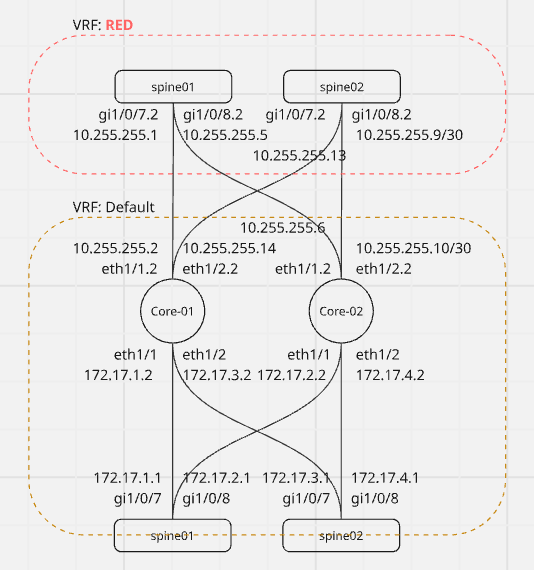 VRF: RED
spine01 spine02
gi1/0/7.2 gi1/0/8.2 gi1/0/7.2 gi1/0/8.2
10.255.255.1 10.255.255.5 10.255.255.9/30
10.255.255.13
VRF: Default
10.255.255.6
10.255.255.2 10.255.255.14 10.255.255.10/30
eth1/1.2 eth1/2.2 eth1/1.2 eth1/2.2
Core-01 Core-02
eth1/1 eth1/2 eth1/1 eth1/2
172.17.1.2 172.17.3.2 172.17.2.2 172.17.4.2
172.17.1.1 172.17.2.1 172.17.3.1 172.17.4.1
gi1/0/7 gi1/0/8 gi1/0/7 gi1/0/8
spine01 spine02